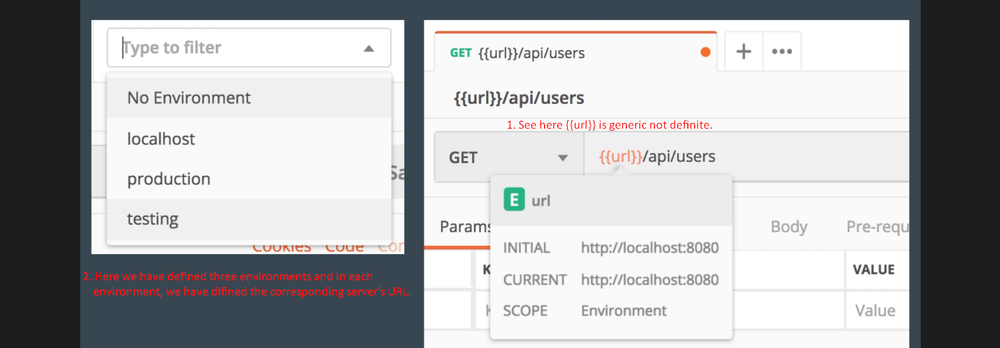 Type to filter
No Environment
localhost
production
testing
Cookies Code
2. Here we have defined three environments and in each
environment, we have difined the corresponding server's URL.
GET {{url}}/api/users
{{url}}/api/users
1. See here {{url}} is generic not definite.
GET {{url}}/api/users
E url
Params Body Pre-requ
INITIAL http://localhost:8080
VALUE
CURRENT http://localhost:8080
SCOPE Environment
Value